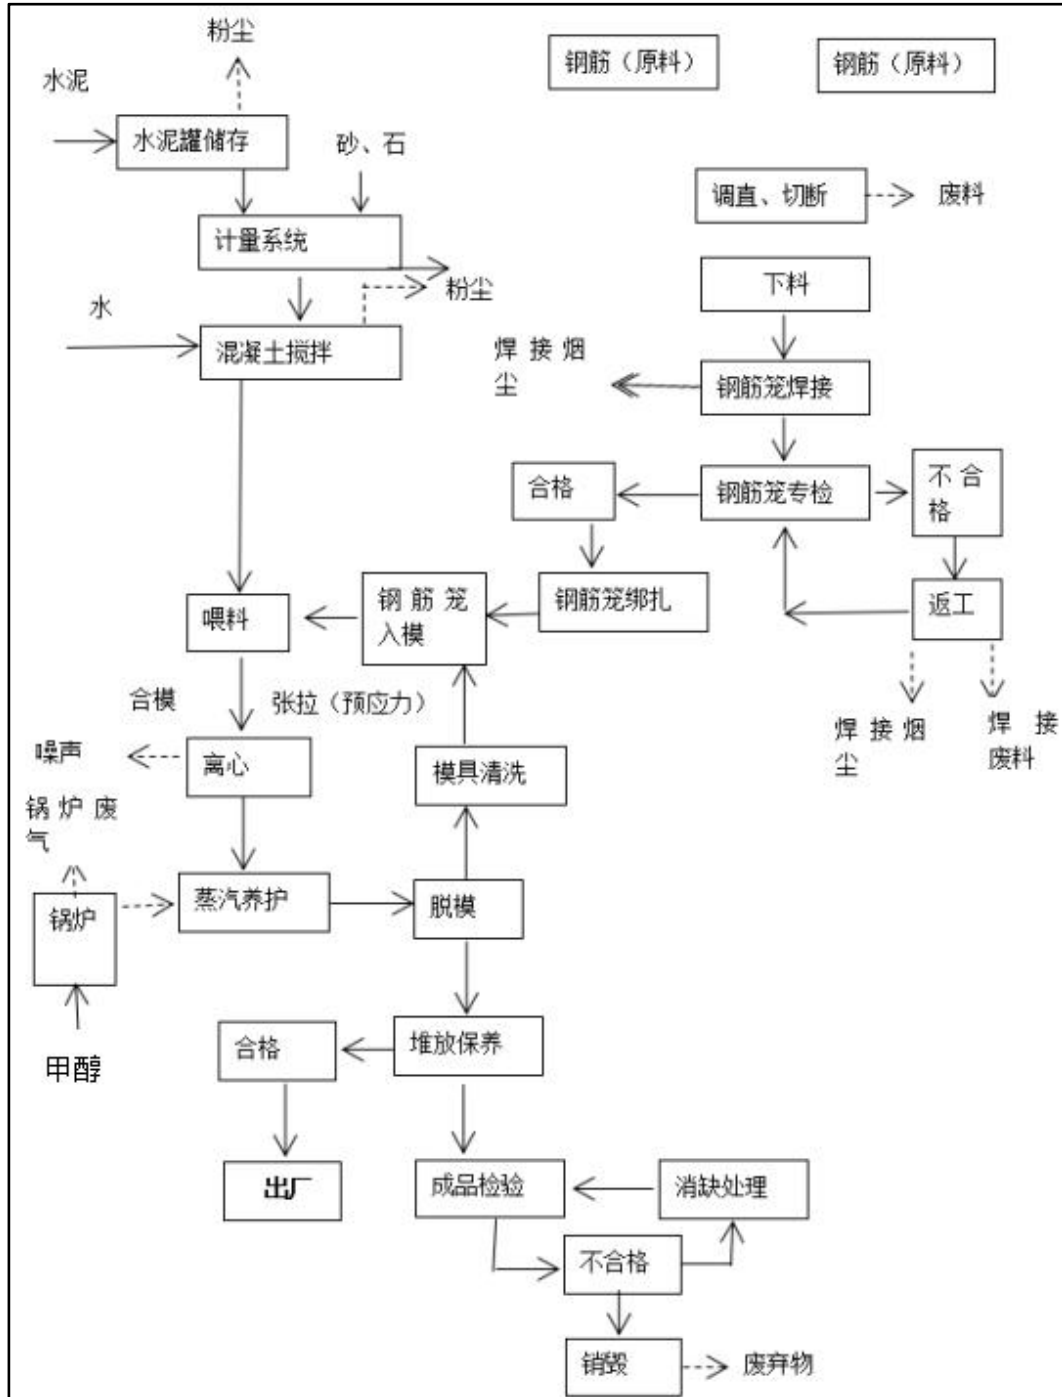 粉尘
钢筋（原料）
钢筋（原料）
水泥
水泥罐储存
砂、石
调直、切断
废料
计量系统
粉尘
下料
水
混凝土搅拌
焊接烟
尘
钢筋笼焊接
合格
钢筋笼专检
不合
格
钢筋笼
入模
钢筋笼绑扎
返工
喂料
合模
张拉（预应力）
焊接烟
尘
焊接
废料
噪声
离心
模具清洗
锅炉废
气
锅炉
蒸汽养护
脱模
合格
堆放保养
甲醇
出厂
成品检验
消缺处理
不合格
销毁
废弃物